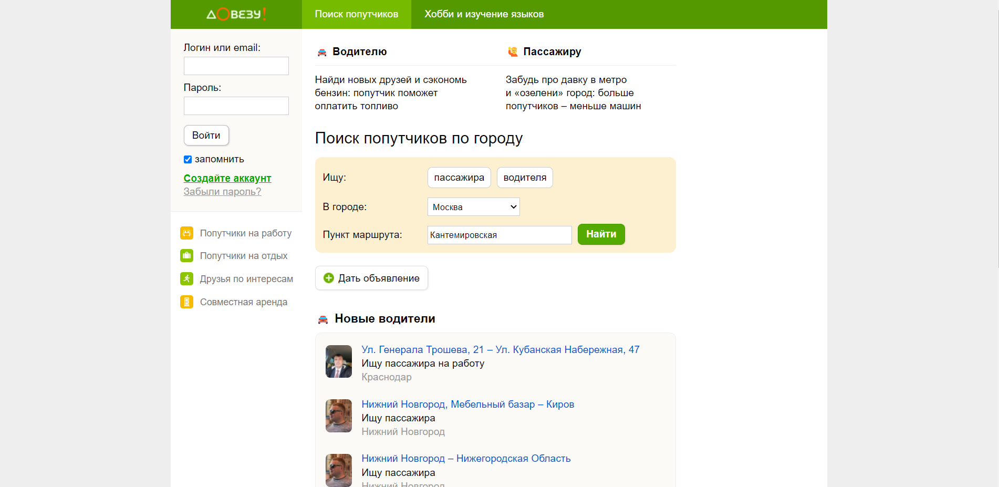 ДОВЕЗУ!
Поиск попутчиков
Хобби и изучение языков
Логин или email:
Пароль:
Войти
запомнить
Создайте аккаунт
Забыли пароль?
Попутчики на работу
Попутчики на отдых
Друзья по интересам
Совместная аренда
Водителю
Найди новых друзей и сэкономь
бензин: попутчик поможет
оплатить топливо
Пассажиру
Забудь про давку в метро
и «озелени» город: больше
попутчиков – меньше машин
Поиск попутчиков по городу
Ищу: пассажира водителя
В городе: Москва
Пункт маршрута: Кантемировская Найти
Дать объявление
Новые водители
Ул. Генерала Трошева, 21 – Ул. Кубанская Набережная, 47
Ищу пассажира на работу
Краснодар
Нижний Новгород, Мебельный базар – Киров
Ищу пассажира
Нижний Новгород
Нижний Новгород – Нижегородская Область
Ищу пассажира
Нижний Новгород